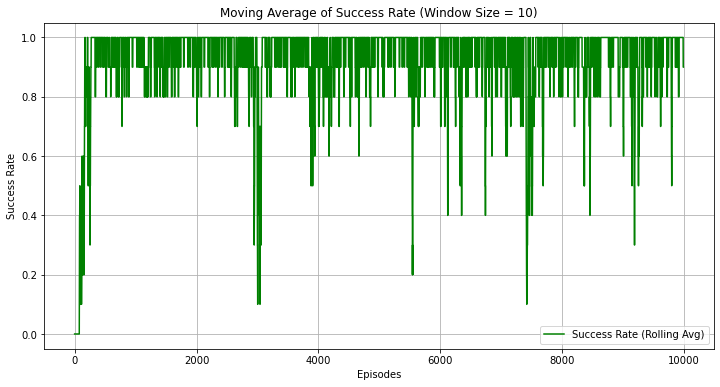 Moving Average of Success Rate (Window Size = 10)
1.0
0.8
0.6
0.4
0.2
0.0
Success Rate
Success Rate (Rolling Avg)
0 2000 4000 6000 8000 10000
Episodes